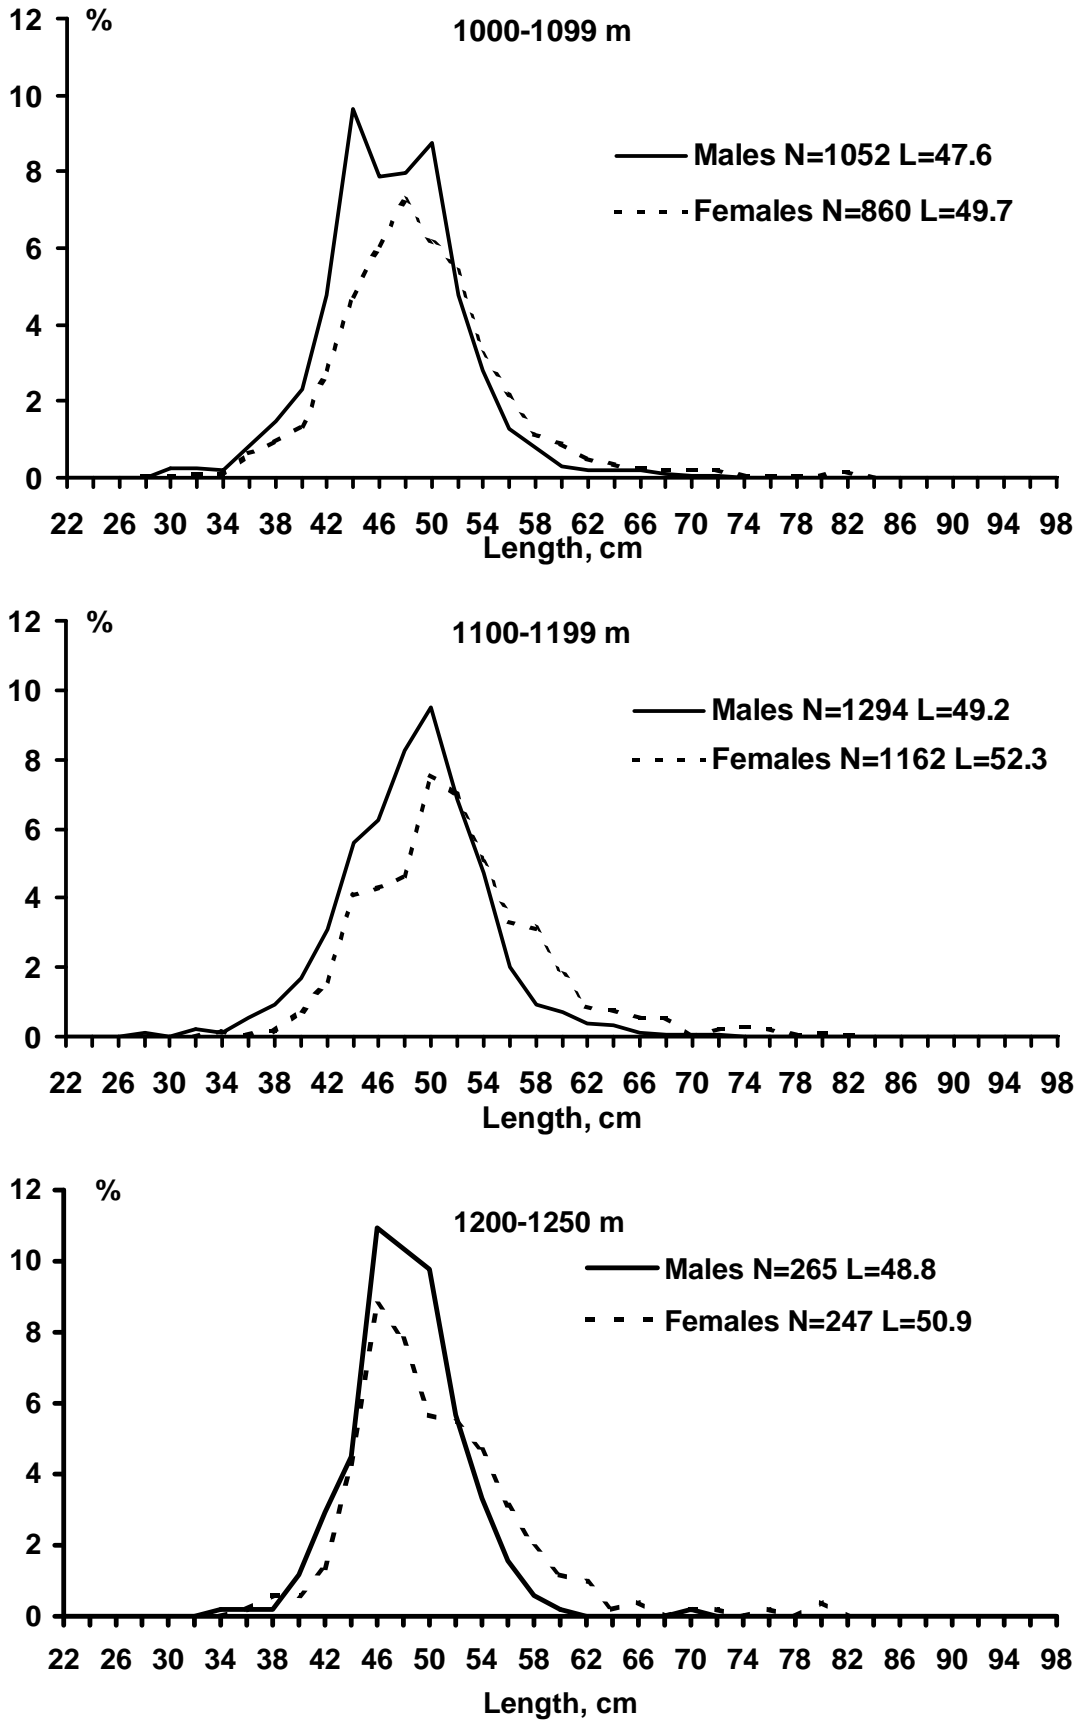 12 %
1000-1099 m
10
8
Males N=1052 L=47.6
Females N=860 L=49.7
6
4
2
0
22 26 30 34 38 42 46 50 54 58 62 66 70 74 78 82 86 90 94 98
Length, cm
12 %
1100-1199 m
10
Males N=1294 L=49.2
8
Females N=1162 L=52.3
6
4
2
0
22 26 30 34 38 42 46 50 54 58 62 66 70 74 78 82 86 90 94 98
Length, cm
12 %
1200-1250 m
10
Males N=265 L=48.8
8
Females N=247 L=50.9
6
4
2
0
22 26 30 34 38 42 46 50 54 58 62 66 70 74 78 82 86 90 94 98
Length, cm